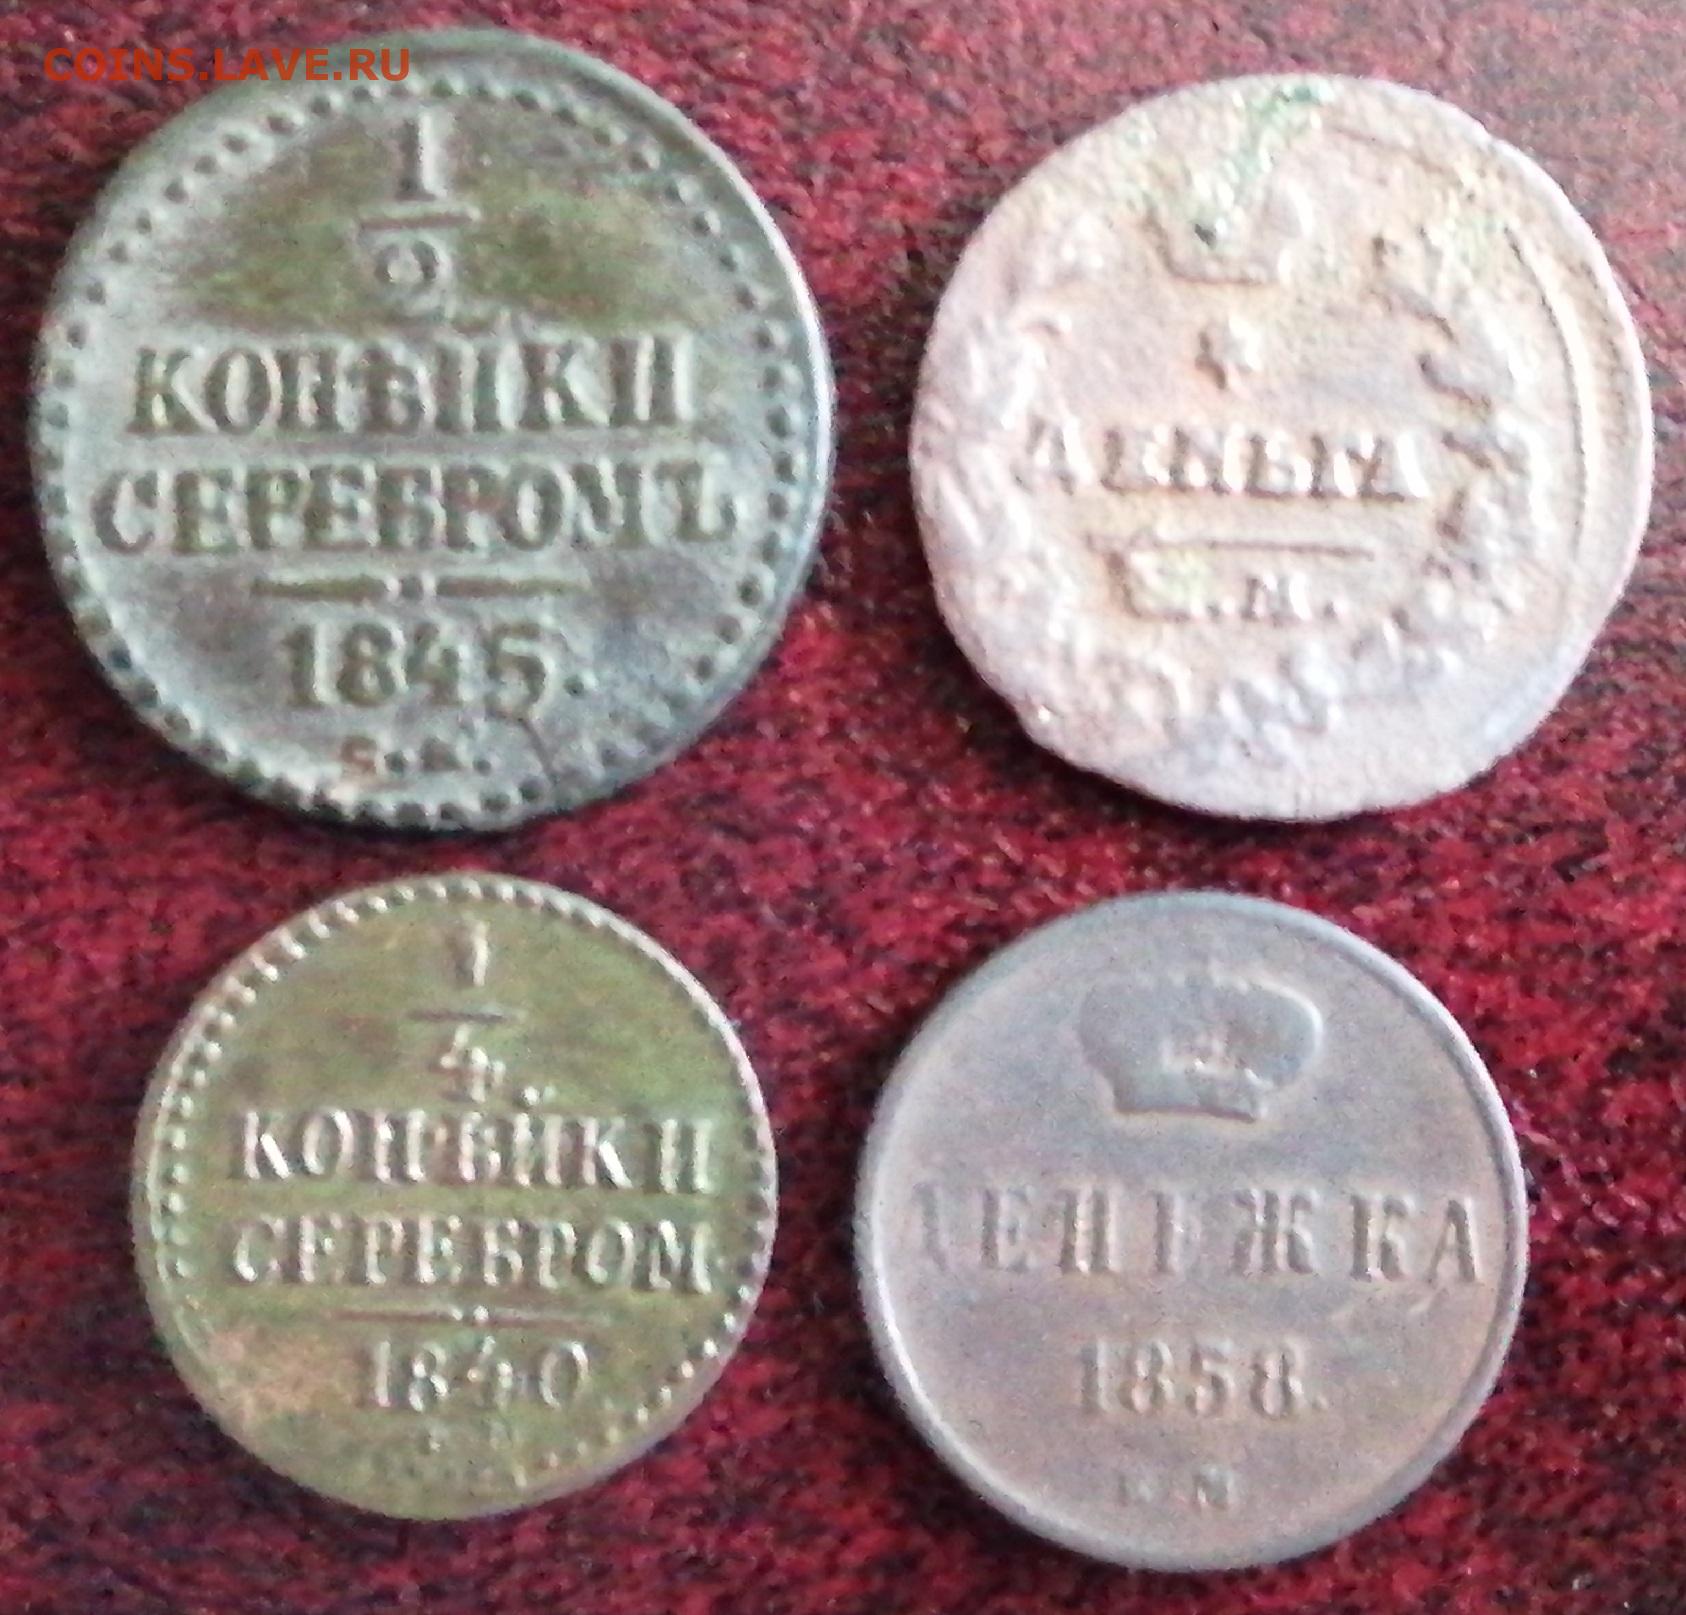 COINS.LAVE.RU
1
2
КОПѢЙКИ
СЕРЕБРОМЪ
1845.
С.М.
ДЕНЬГА
.М.
1
4
КОПѢЙКИ
СЕРЕБРОМ
1840
ДЕНЕЖКА
1858.